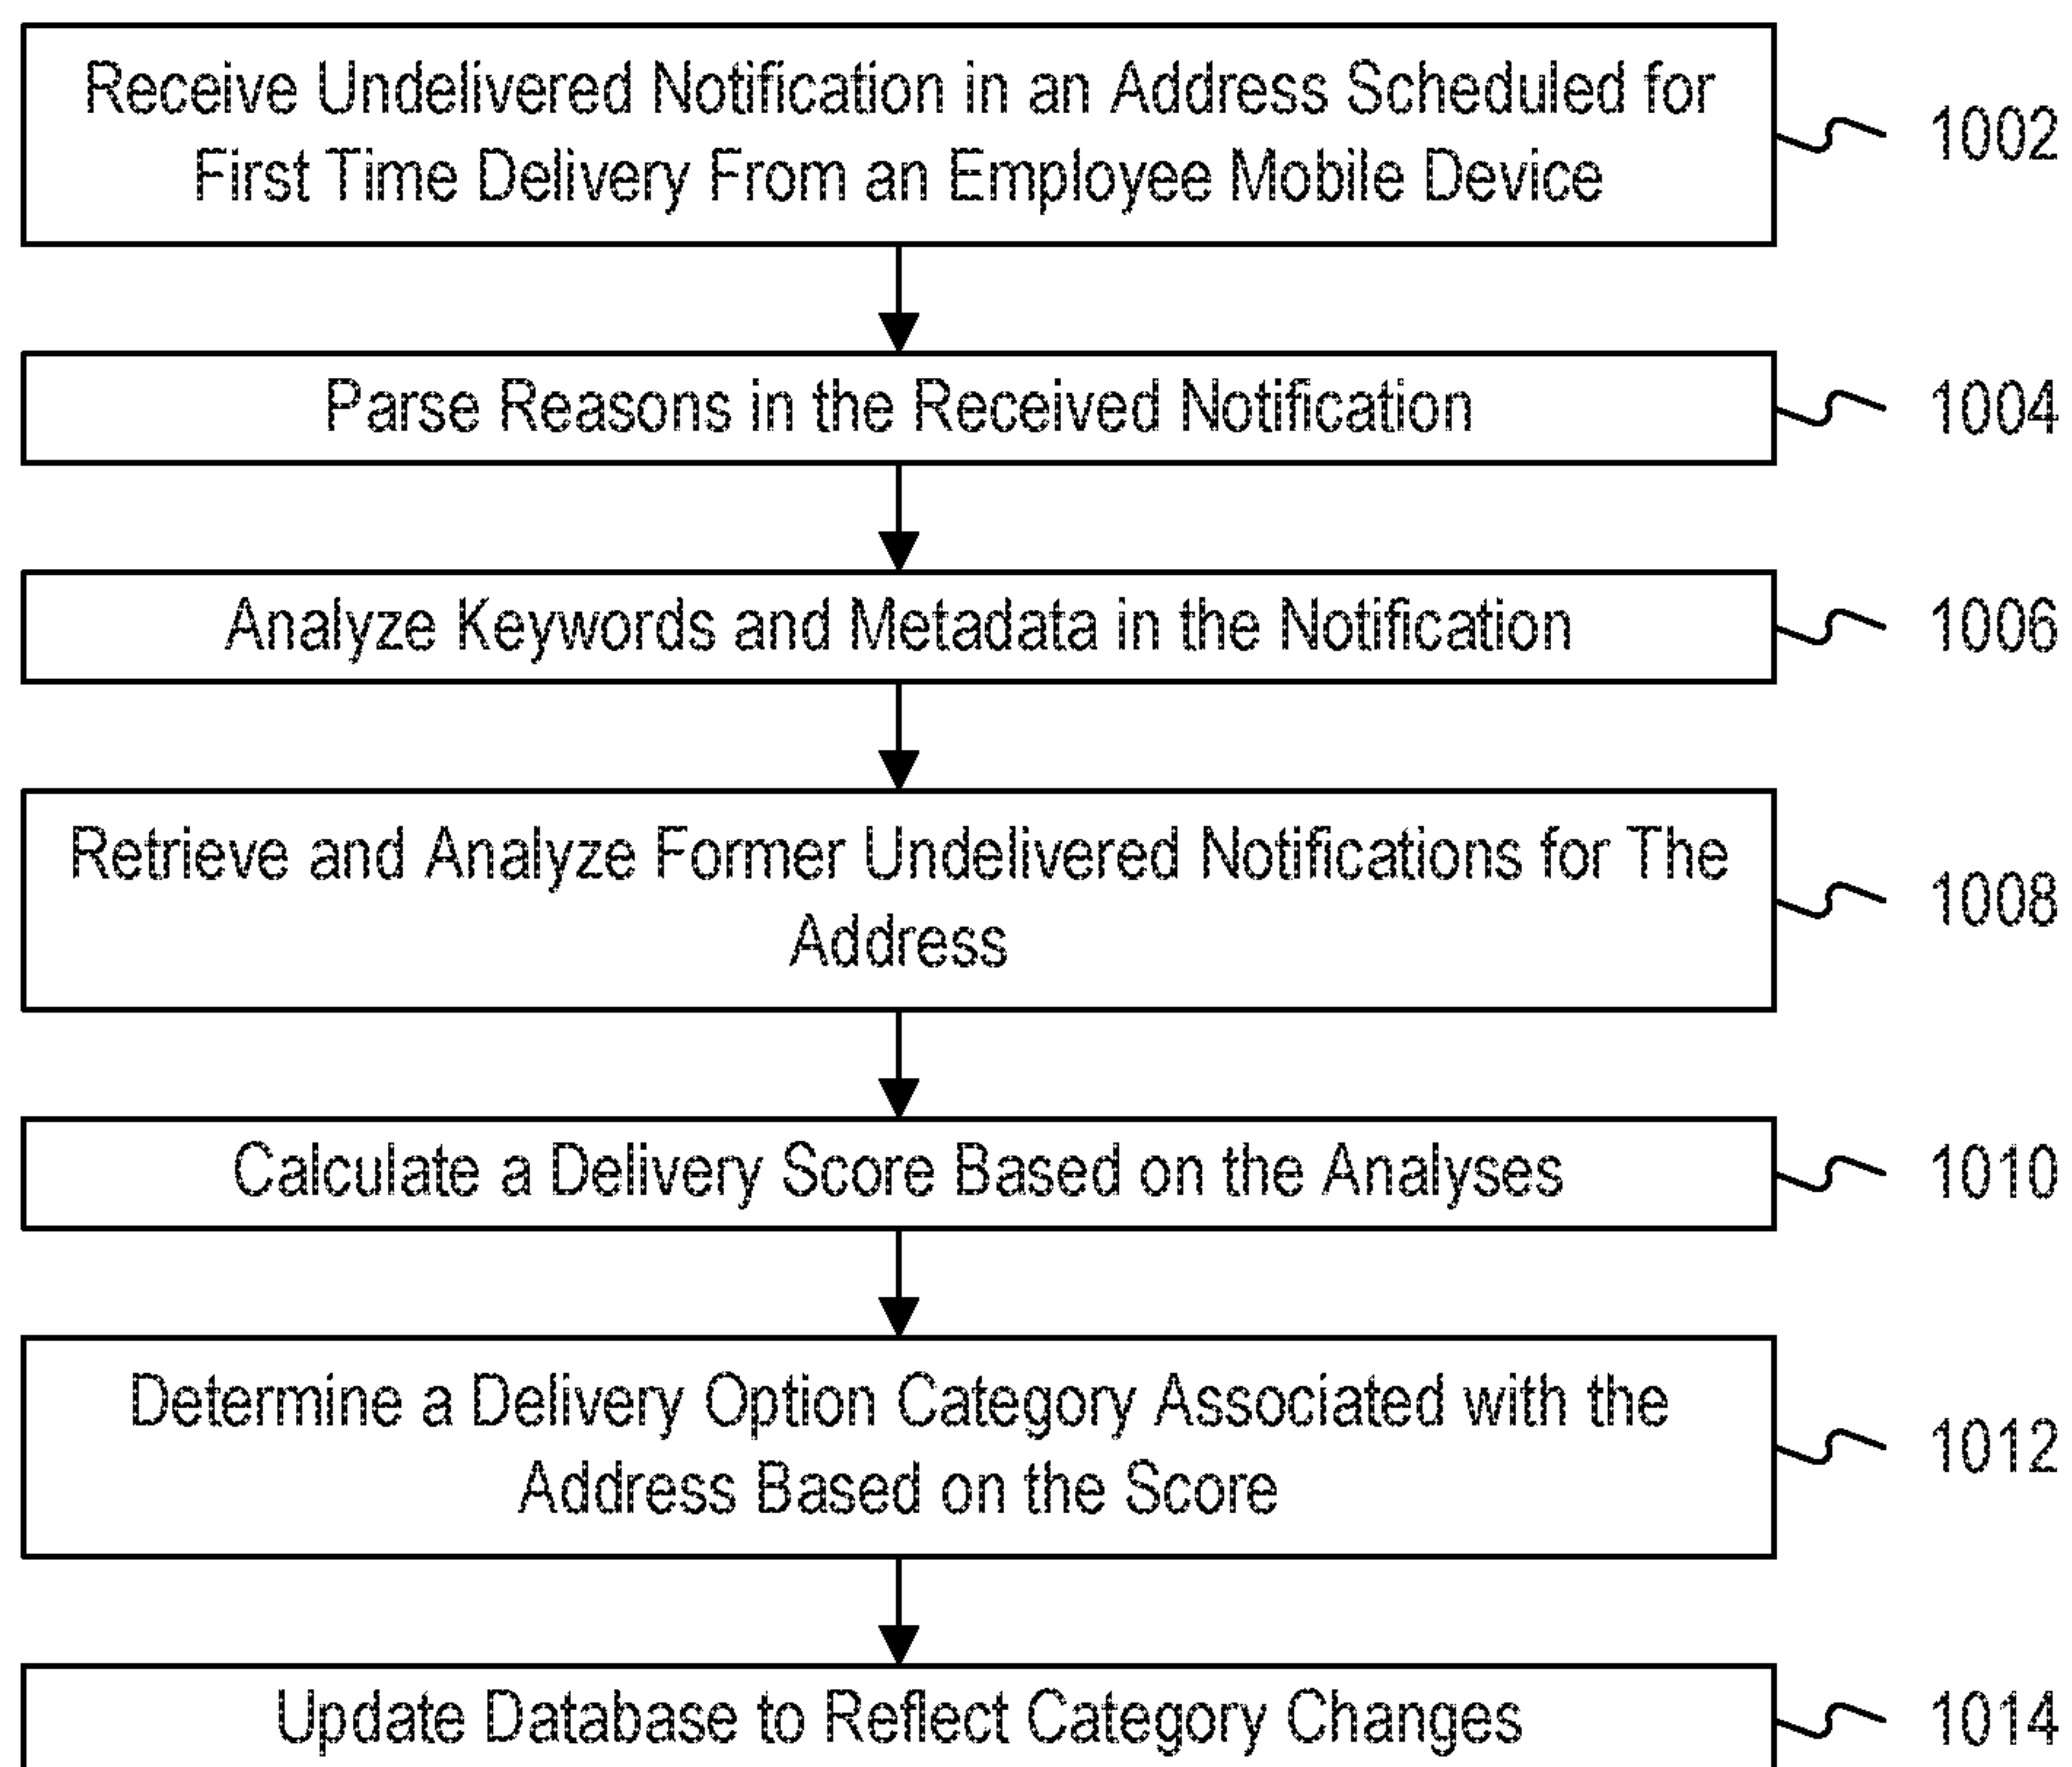 Receive Undelivered Notification in an Address Scheduled for
First Time Delivery From an Employee Mobile Device
1002
Parse Reasons in the Received Notification
1004
Analyze Keywords and Metadata in the Notification
1006
Retrieve and Analyze Former Undelivered Notifications for The
Address
1008
Calculate a Delivery Score Based on the Analyses
1010
Determine a Delivery Option Category Associated with the
Address Based on the Score
1012
Update Database to Reflect Category Changes
1014